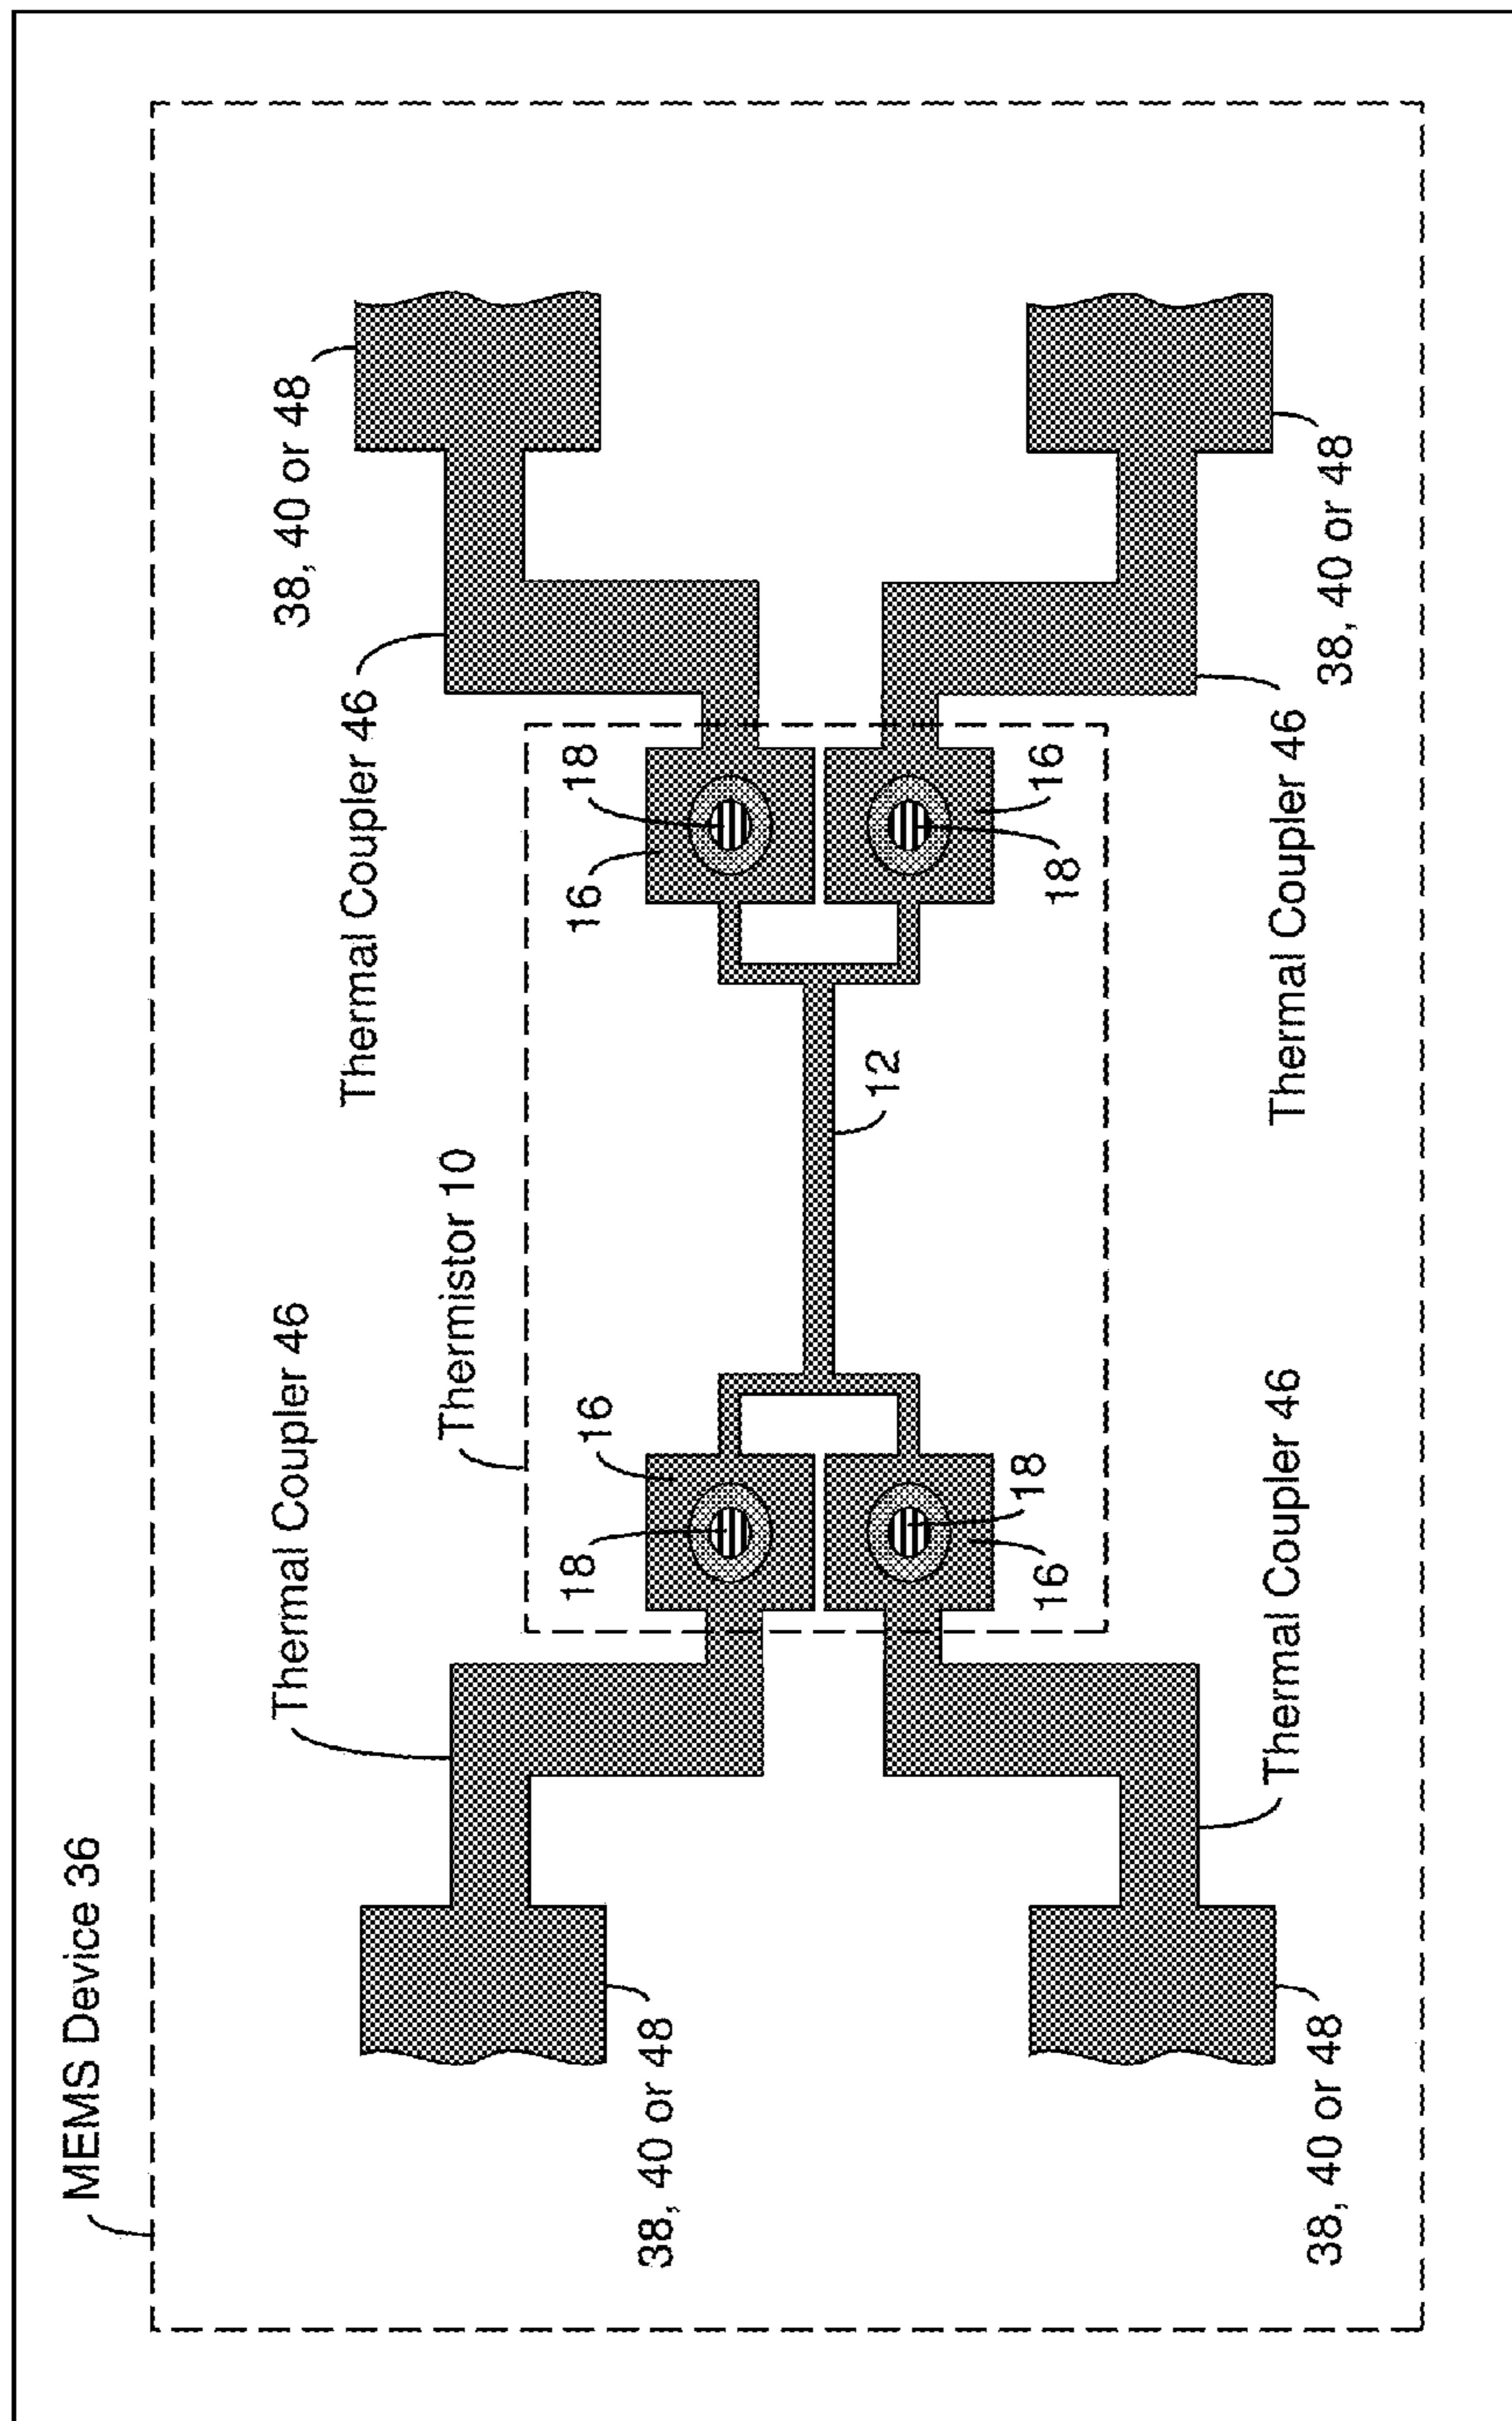 MEMS Device 36
Thermal Coupler 46
Thermal Coupler 46
38, 40 or 48
Thermistor 10
18
16
16
18
38, 40 or 48
12
16
18
18
16
38, 40 or 48
Thermal Coupler 46
Thermal Coupler 46
38, 40 or 48